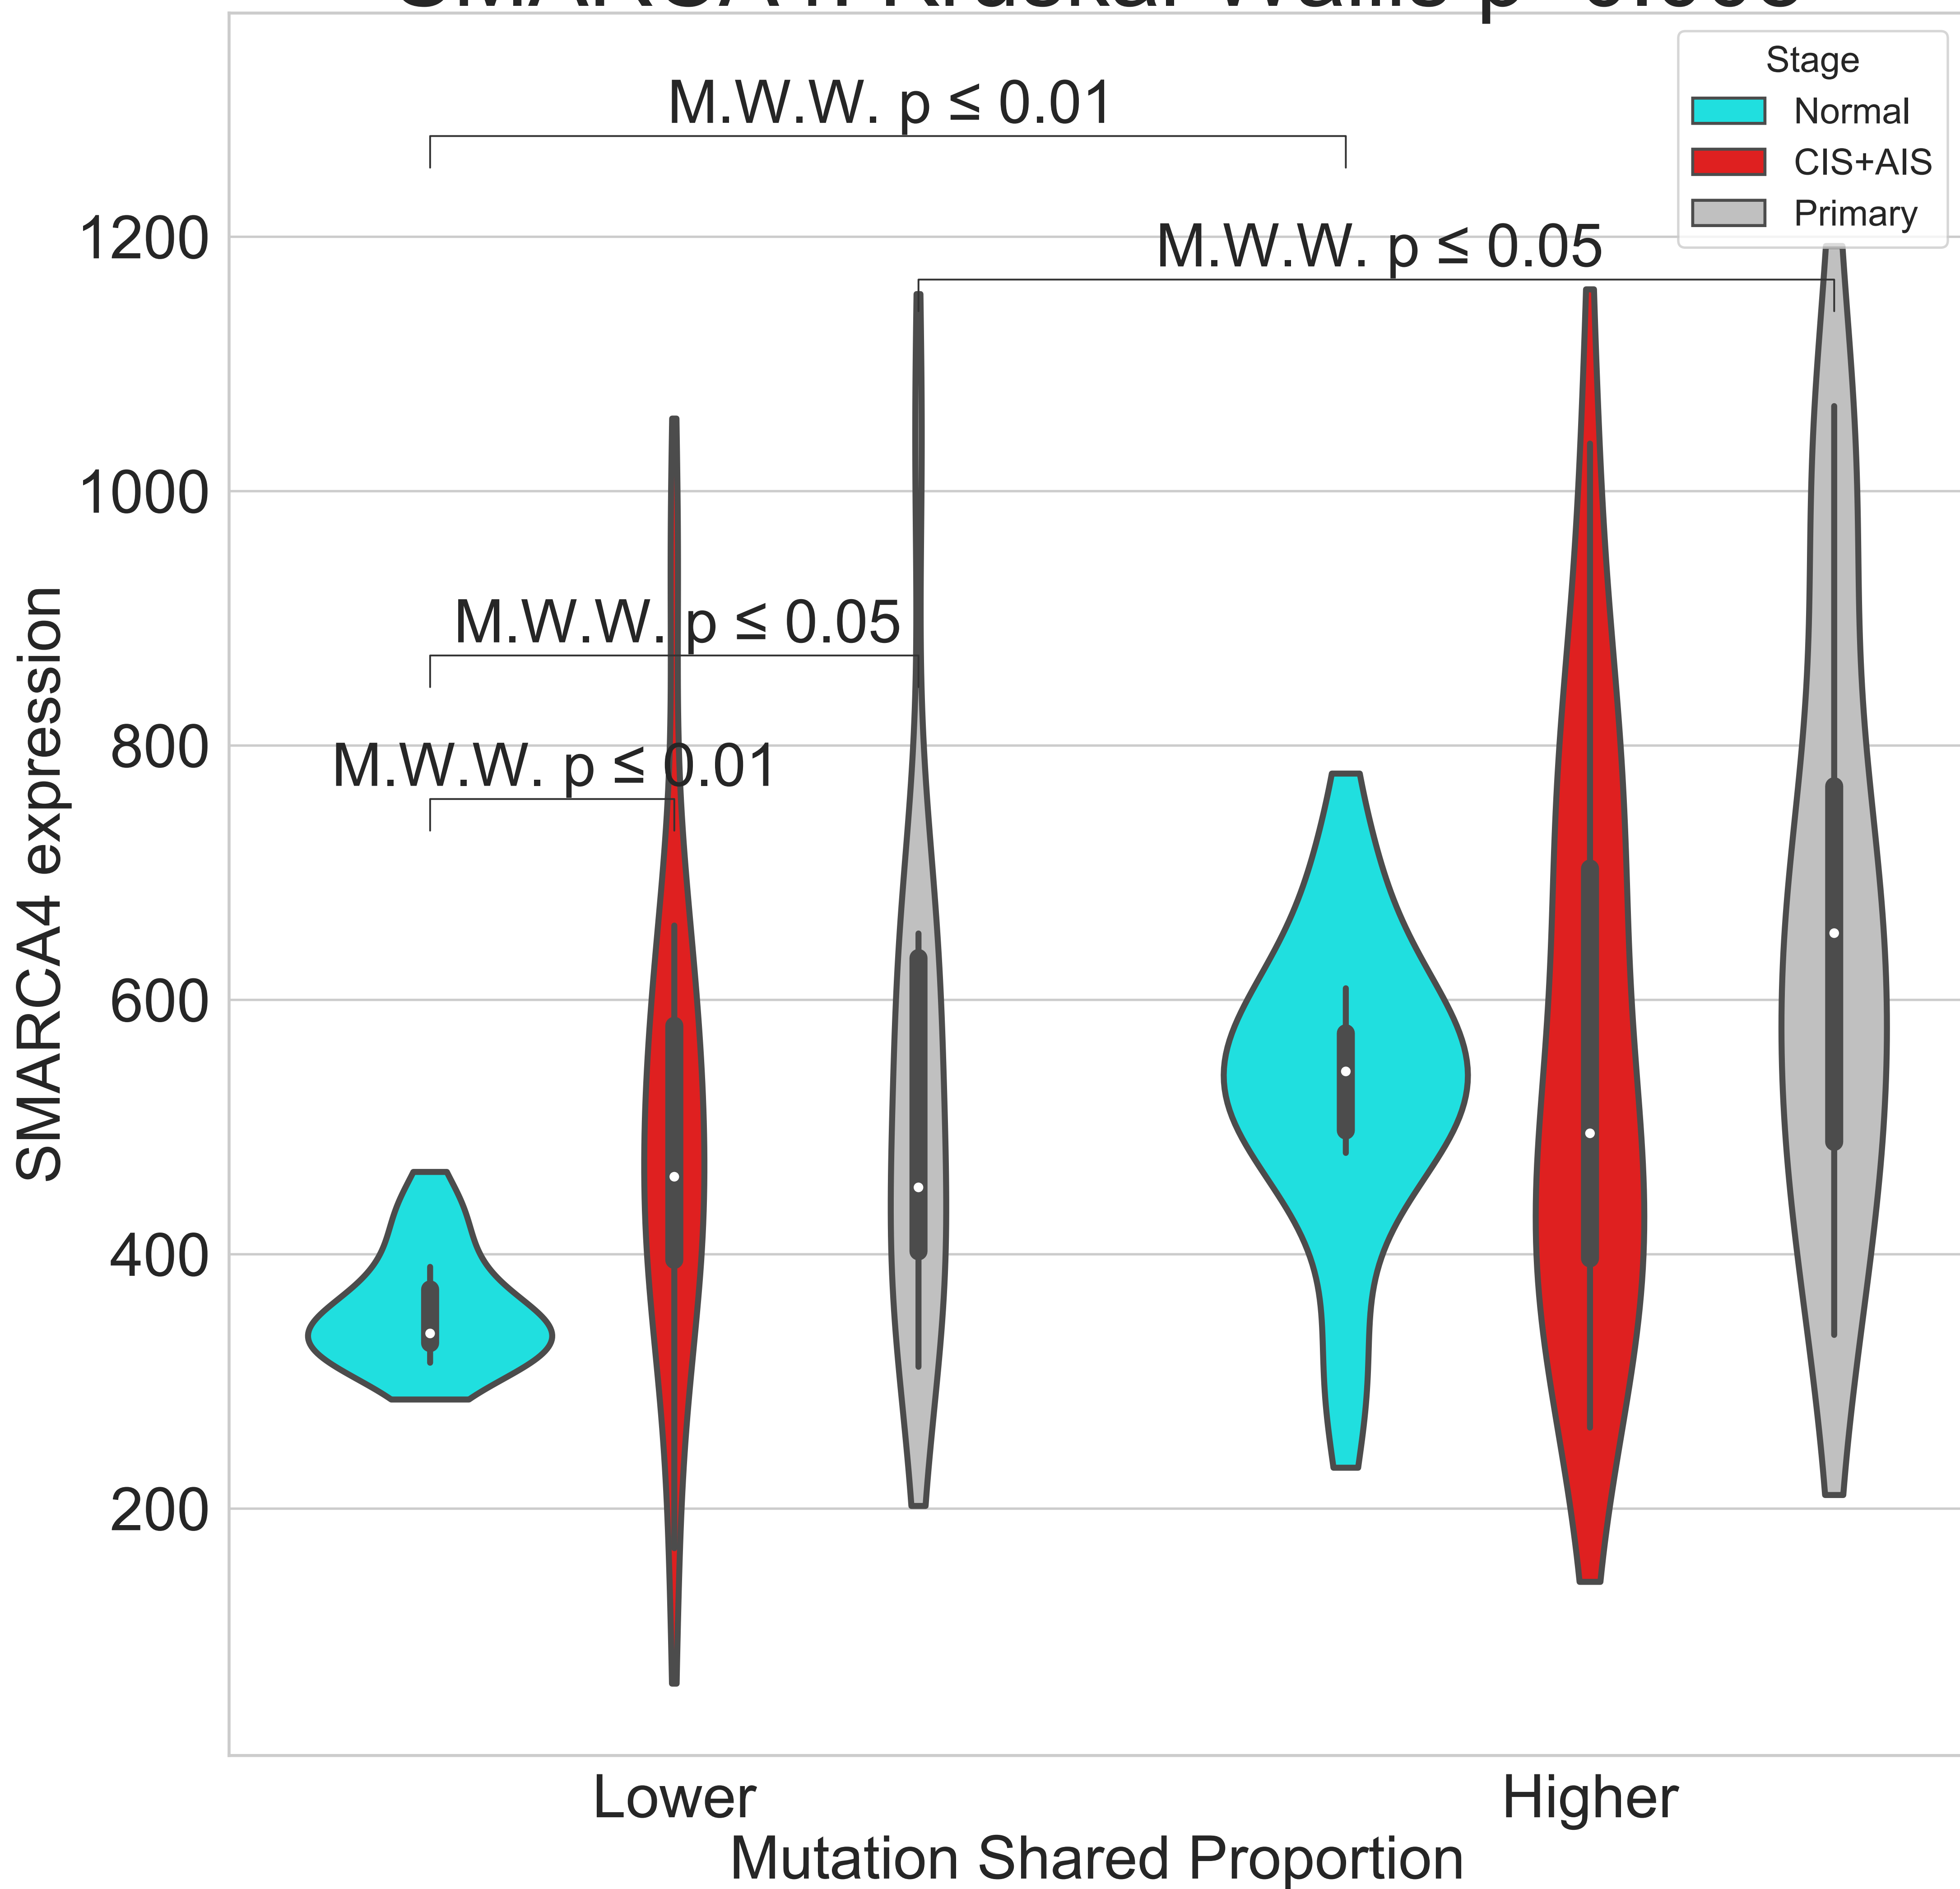 Stage
Normal
CIS+AIS
Primary
M.W.W. p ≤ 0.01
M.W.W. p ≤ 0.05
M.W.W. p ≤ 0.05
M.W.W. p ≤ 0.01
1200
1000
800
600
400
200
SMARCA4 expression
Lower
Higher
Mutation Shared Proportion